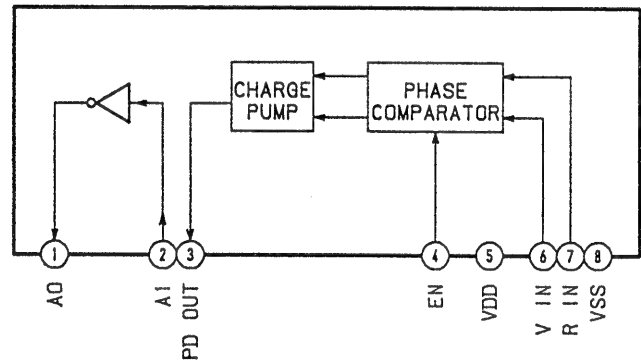 CHARGE
PUMP
PHASE
COMPARATOR
1
2
3
4
5
6
7
8
AO
AI
PD OUT
EN
VDD
V IN
R IN
VSS